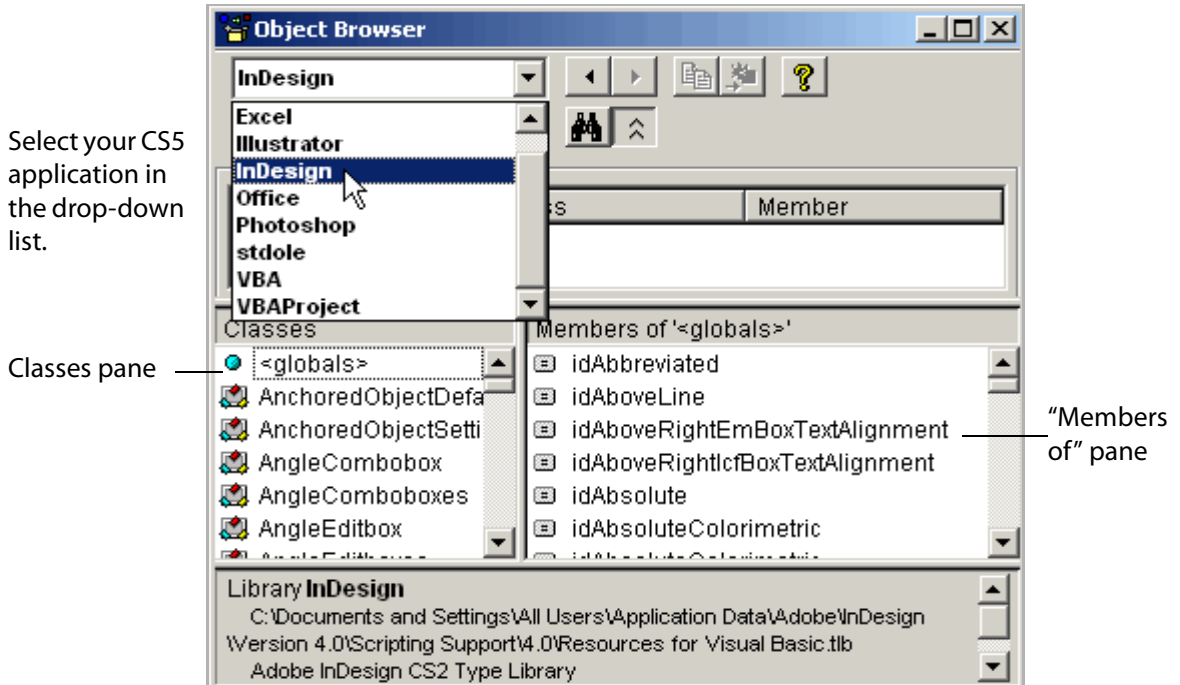 Object Browser
InDesign
Excel
Illustrator
InDesign
Office
Photoshop
stdole
VBA
VBAProject
Select your CS5
application in
the drop-down
list.
ss
Member
Classes
Members of '<globals>'
Classes pane
<globals>
AnchoredObjectDefa
AnchoredObjectSetti
AngleCombobox
AngleComboboxes
AngleEditbox
AngleEditboxes
idAbbreviated
idAboveLine
idAboveRightEmBoxTextAlignment
idAboveRightIcfBoxTextAlignment
idAbsolute
idAbsoluteColorimetric
idAbsoluteColorimetric
"Members
of" pane
Library InDesign
C:\Documents and Settings\All Users\Application Data\Adobe\InDesign
\Version 4.0\Scripting Support\4.0\Resources for Visual Basic.tlb
Adobe InDesign CS2 Type Library